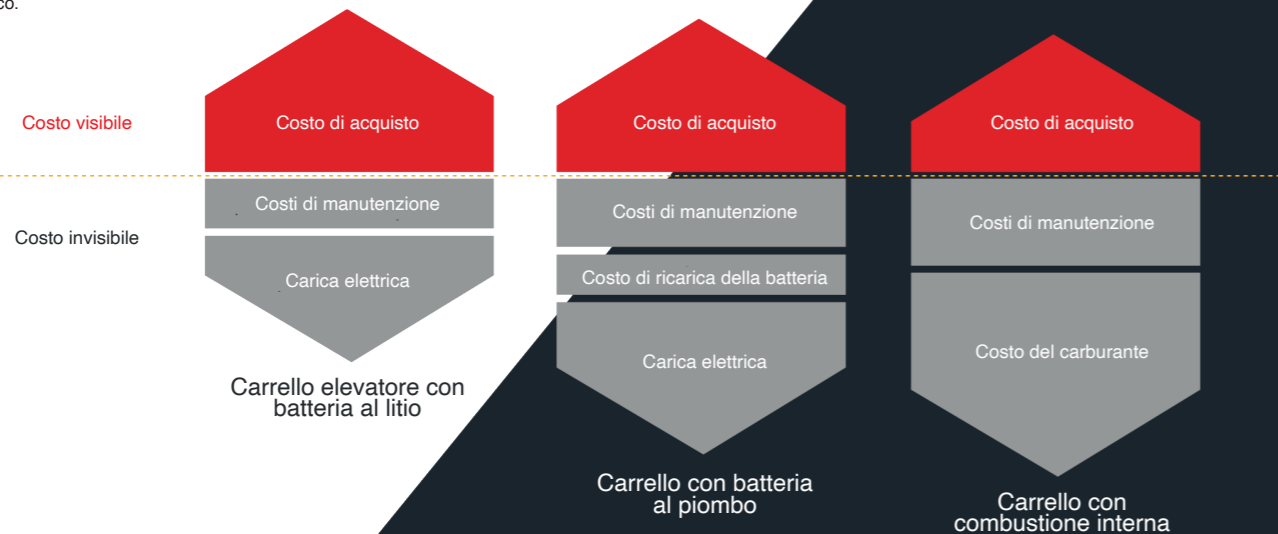 co.
Costo visibile
Costo di acquisto
Costo di acquisto
Costo di acquisto
Costo invisibile
Costi di manutenzione
Carica elettrica
Carrello elevatore con
batteria al litio
Costi di manutenzione
Costo di ricarica della batteria
Carica elettrica
Carrello con batteria
al piombo
Costi di manutenzione
Costo del carburante
Carrello con
combustione interna